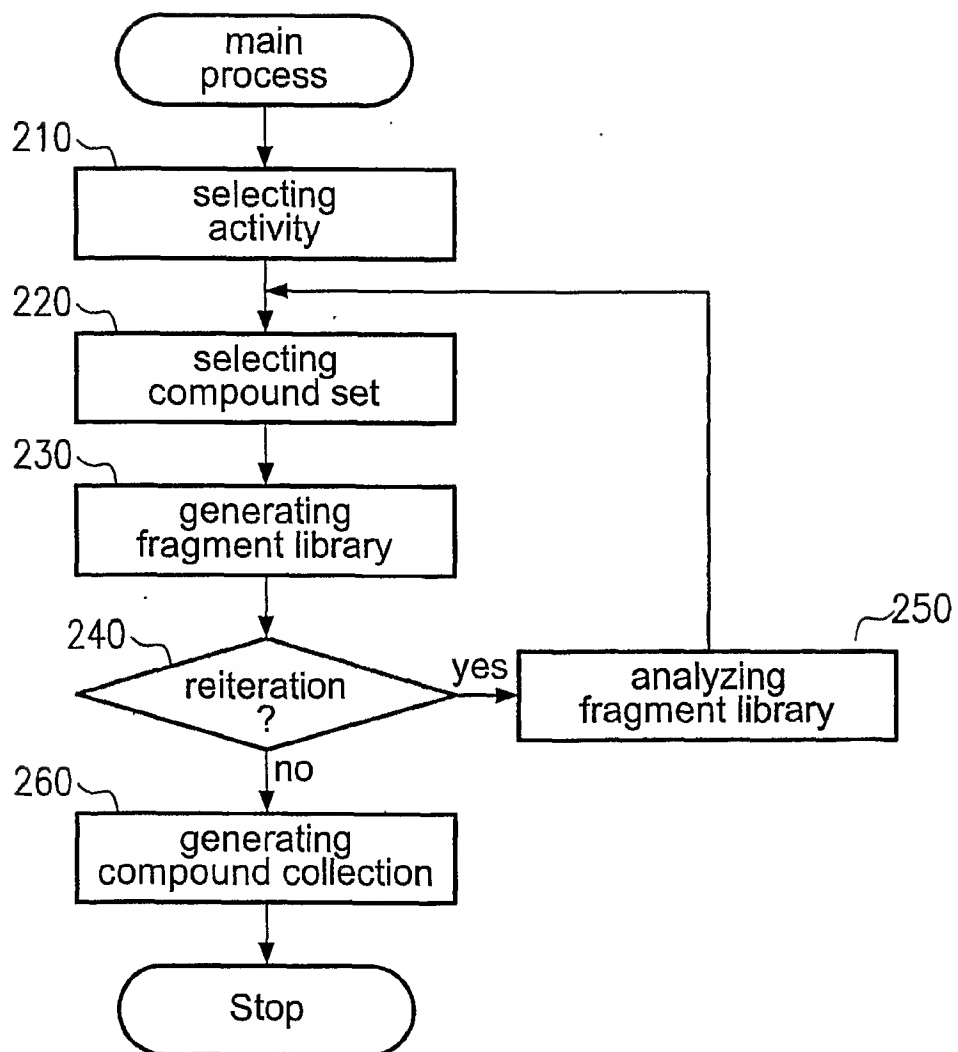 main
process
210
selecting
activity
220
selecting
compound set
230
generating
fragment library
240
reiteration
?
yes
250
analyzing
fragment library
no
260
generating
compound collection
Stop